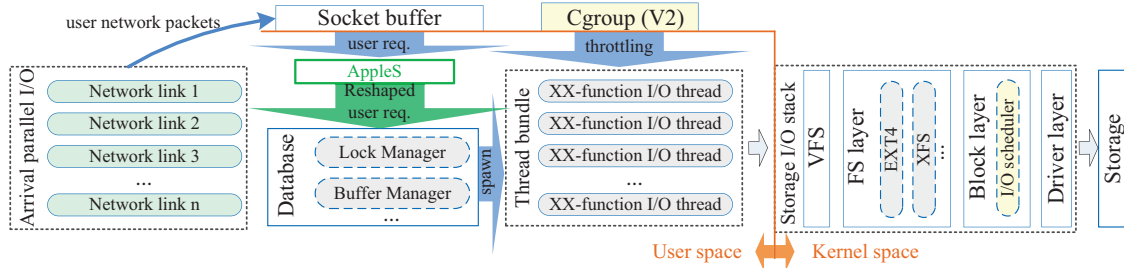 user network packets
Socket buffer
Cgroup (V2)
user req.
throttling
AppleS
Reshaped
user req.
Arrival parallel I/O
Network link 1
Network link 2
Network link 3
...
Network link n
Database
Lock Manager
Buffer Manager
...
spawn
Thread bundle
XX-function I/O thread
XX-function I/O thread
XX-function I/O thread
...
XX-function I/O thread
Storage I/O stack
VFS
FS layer
EXT4
XFS
...
Block layer
I/O scheduler
Driver layer
Storage
User space
Kernel space